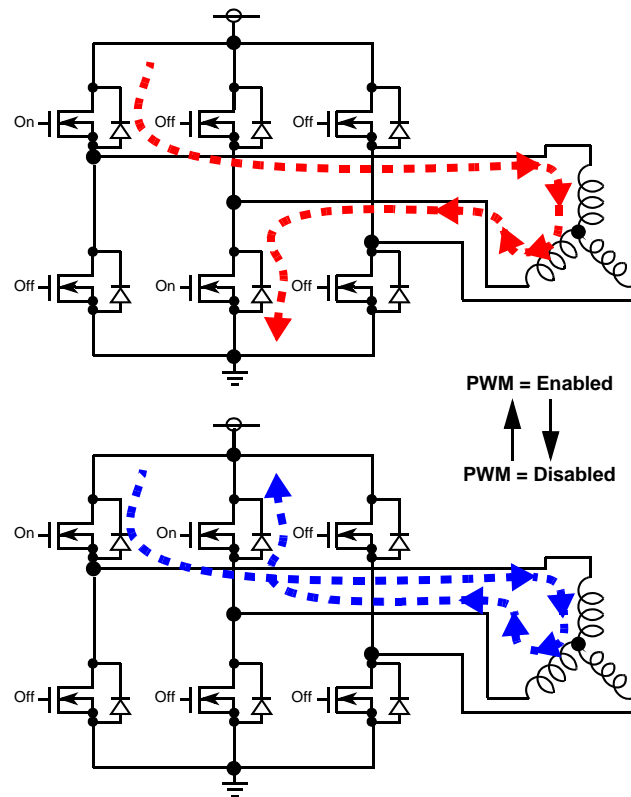 On
Off
Off
Off
On
Off
PWM = Enabled
PWM = Disabled
On
On
Off
Off
Off
Off